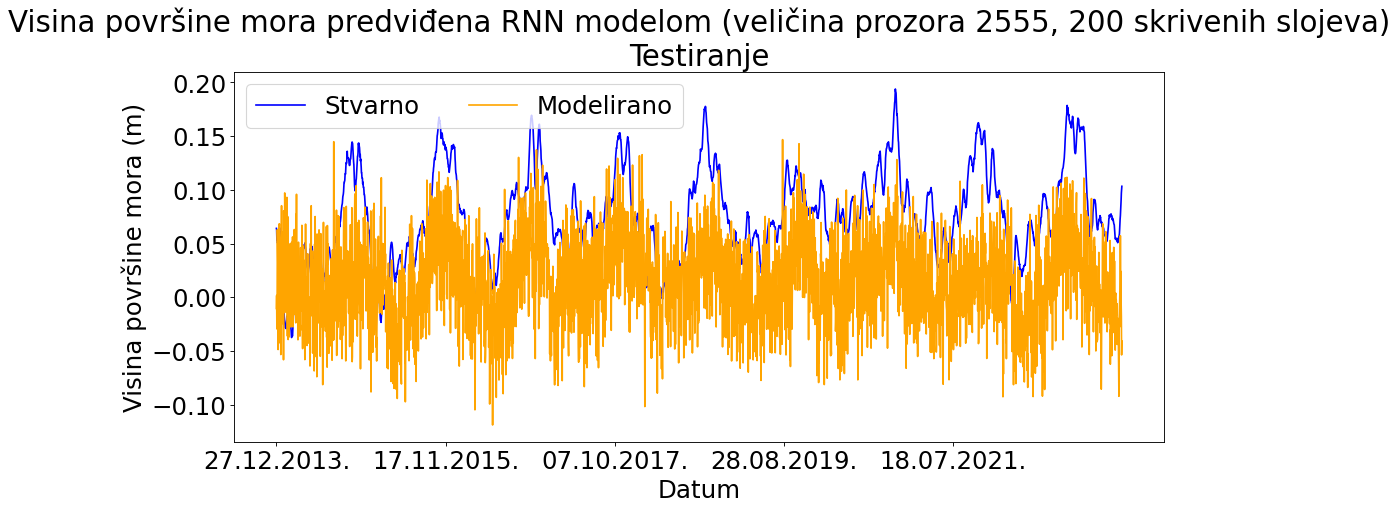 Visina površine mora predviđena RNN modelom (veličina prozora 2555, 200 skrivenih slojeva)
Testiranje
Stvarno Modelirano
Visina površine mora (m)
0.20
0.15
0.10
0.05
0.00
−0.05
−0.10
27.12.2013. 17.11.2015. 07.10.2017. 28.08.2019. 18.07.2021.
Datum